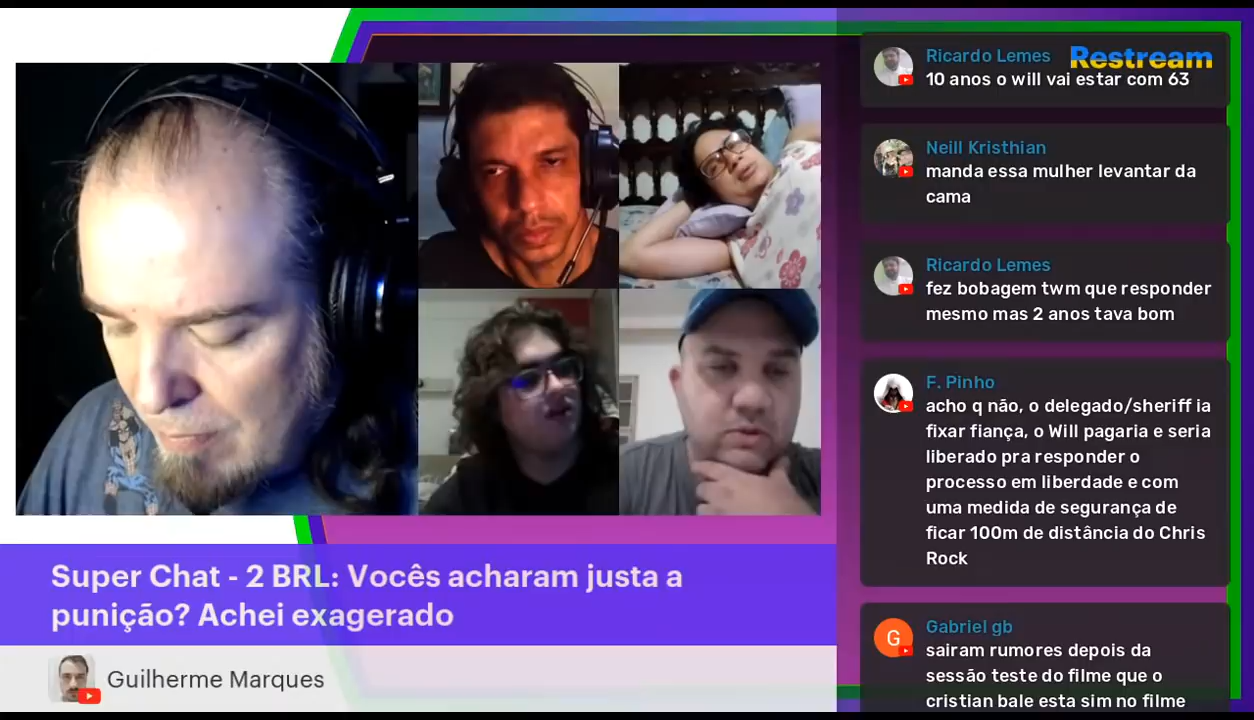 Super Chat - 2 BRL: Vocês acharam justa a
punição? Achei exagerado
Guilherme Marques
Restream
Ricardo Lemes
10 anos o will vai estar com 63
Neill Kristhian
manda essa mulher levantar da
cama
Ricardo Lemes
fez bobagem twm que responder
mesmo mas 2 anos tava bom
F. Pinho
acho q não, o delegado/sheriff ia
fixar fiança, o Will pagaria e seria
liberado pra responder o
processo em liberdade e com
uma medida de segurança de
ficar 100m de distância do Chris
Rock
G
Gabriel gb
sairam rumores depois da
sessão teste do filme que o
cristian bale esta sim no filme